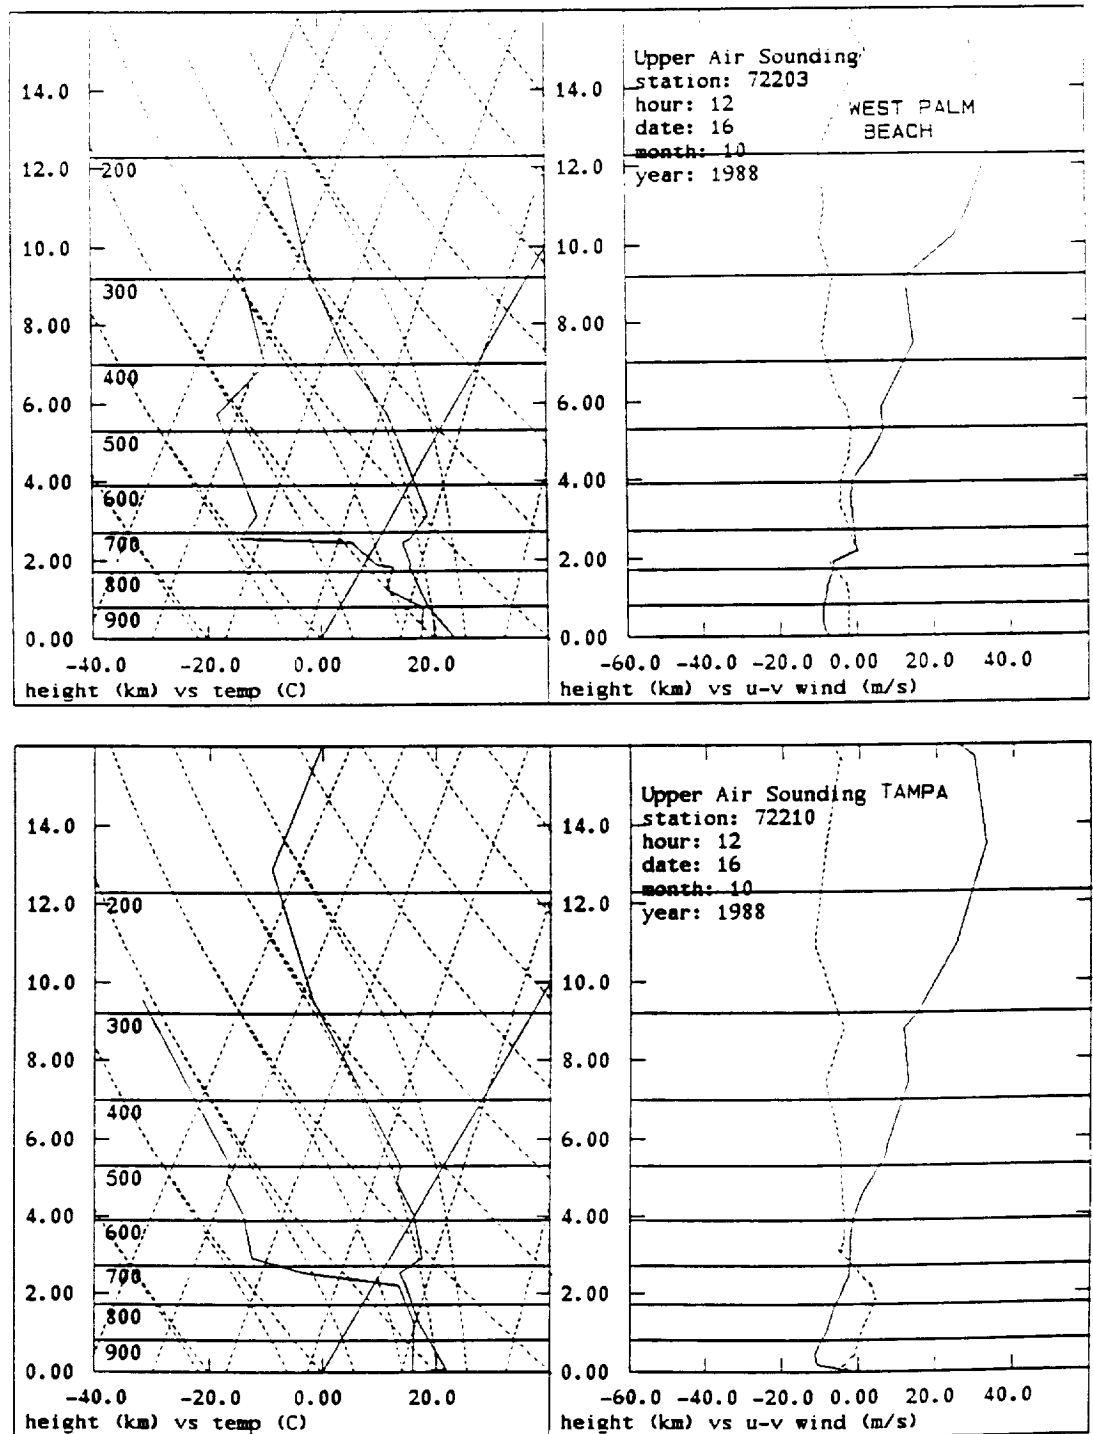 Upper Air Sounding
station: 72203
hour: 12
date: 16
month: 10
year: 1988
WEST PALM
BEACH
14.0
12.0
10.0
8.00
6.00
4.00
2.00
0.00
200
300
400
500
600
700
800
900
-40.0 -20.0 0.00 20.0
height (km) vs temp (C)
14.0
12.0
10.0
8.00
6.00
4.00
2.00
0.00
-60.0 -40.0 -20.0 0.00 20.0 40.0
height (km) vs u-v wind (m/s)
Upper Air Sounding TAMPA
station: 72210
hour: 12
date: 16
month: 10
year: 1988
14.0
12.0
10.0
8.00
6.00
4.00
2.00
0.00
200
300
400
500
600
700
800
900
-40.0 -20.0 0.00 20.0
height (km) vs temp (C)
14.0
12.0
10.0
8.00
6.00
4.00
2.00
0.00
-60.0 -40.0 -20.0 0.00 20.0 40.0
height (km) vs u-v wind (m/s)